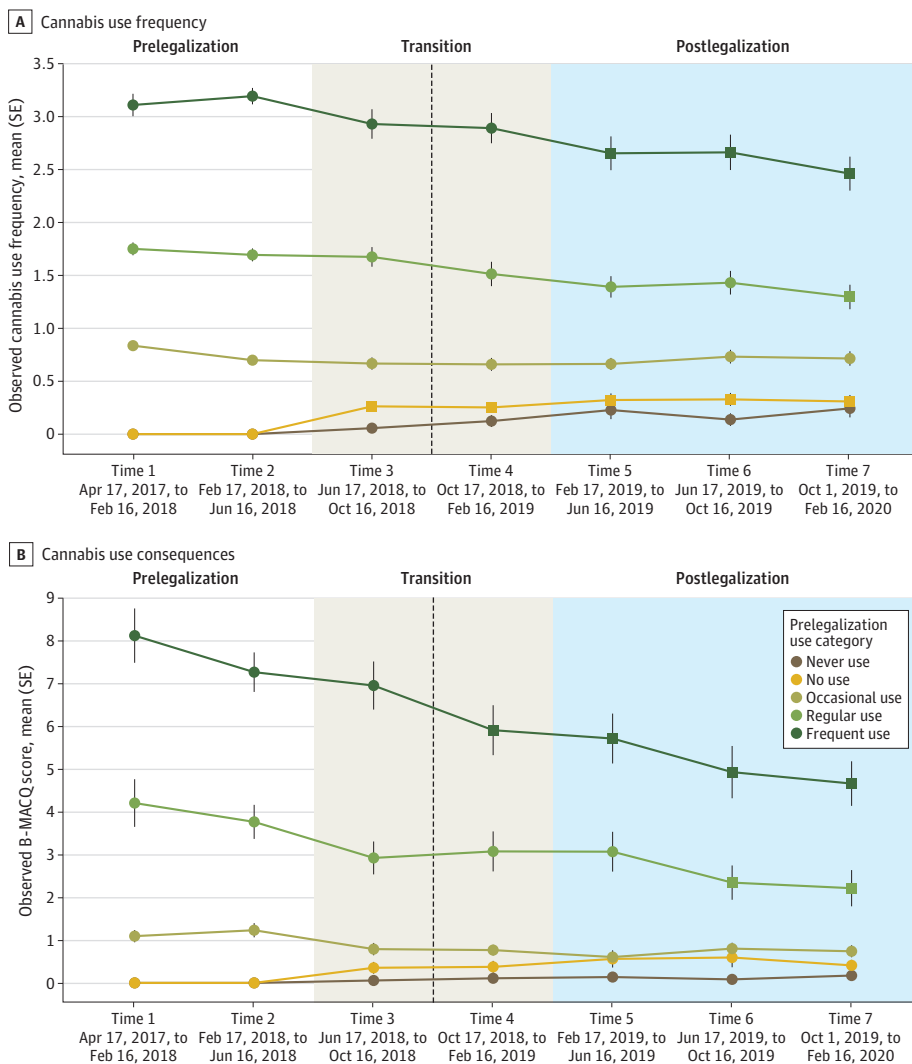 A Cannabis use frequency
Prelegalization Transition Postlegalization
Observed cannabis use frequency, mean (SE)
3.5
3.0
2.5
2.0
1.5
1.0
0.5
0
Time 1 Time 2 Time 3 Time 4 Time 5 Time 6 Time 7
Apr 17, 2017, to Feb 17, 2018, to Jun 17, 2018, to Oct 17, 2018, to Feb 17, 2019, to Jun 17, 2019, to Oct 1, 2019, to
Feb 16, 2018 Jun 16, 2018 Oct 16, 2018 Feb 16, 2019 Jun 16, 2019 Oct 16, 2019 Feb 16, 2020
B Cannabis use consequences
Prelegalization Transition Postlegalization
Observed B-MACQ score, mean (SE)
9
8
7
6
5
4
3
2
1
0
Prelegalization
use category
Never use
No use
Occasional use
Regular use
Frequent use
Time 1 Time 2 Time 3 Time 4 Time 5 Time 6 Time 7
Apr 17, 2017, to Feb 17, 2018, to Jun 17, 2018, to Oct 17, 2018, to Feb 17, 2019, to Jun 17, 2019, to Oct 1, 2019, to
Feb 16, 2018 Jun 16, 2018 Oct 16, 2018 Feb 16, 2019 Jun 16, 2019 Oct 16, 2019 Feb 16, 2020